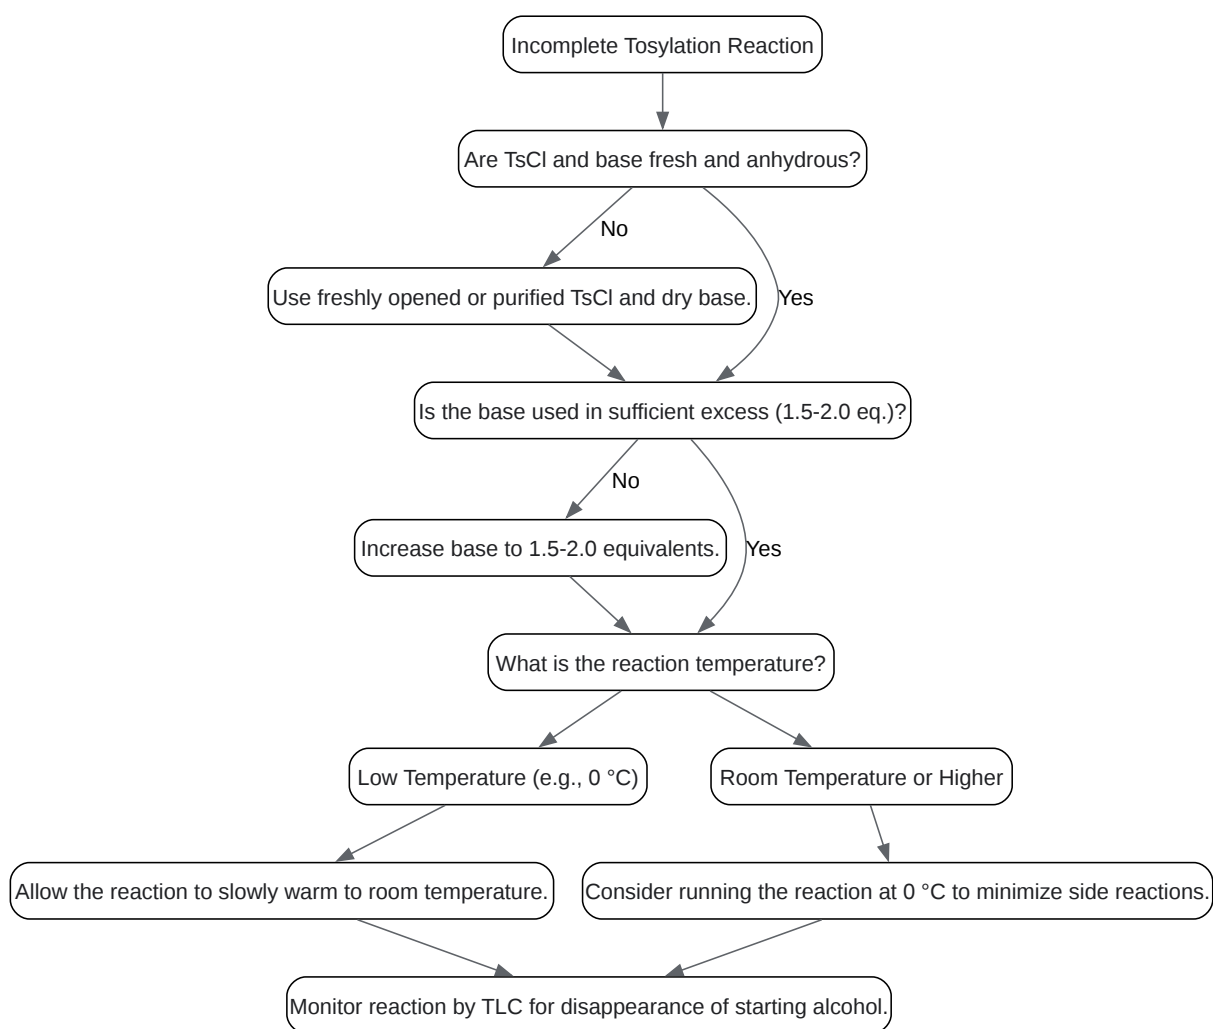 Incomplete Tosylation Reaction
Are TsCl and base fresh and anhydrous?
No
Use freshly opened or purified TsCl and dry base.
Yes
Is the base used in sufficient excess (1.5-2.0 eq.)?
No
Increase base to 1.5-2.0 equivalents.
Yes
What is the reaction temperature?
Low Temperature (e.g., 0 °C)
Room Temperature or Higher
Allow the reaction to slowly warm to room temperature.
Consider running the reaction at 0 °C to minimize side reactions.
Monitor reaction by TLC for disappearance of starting alcohol.